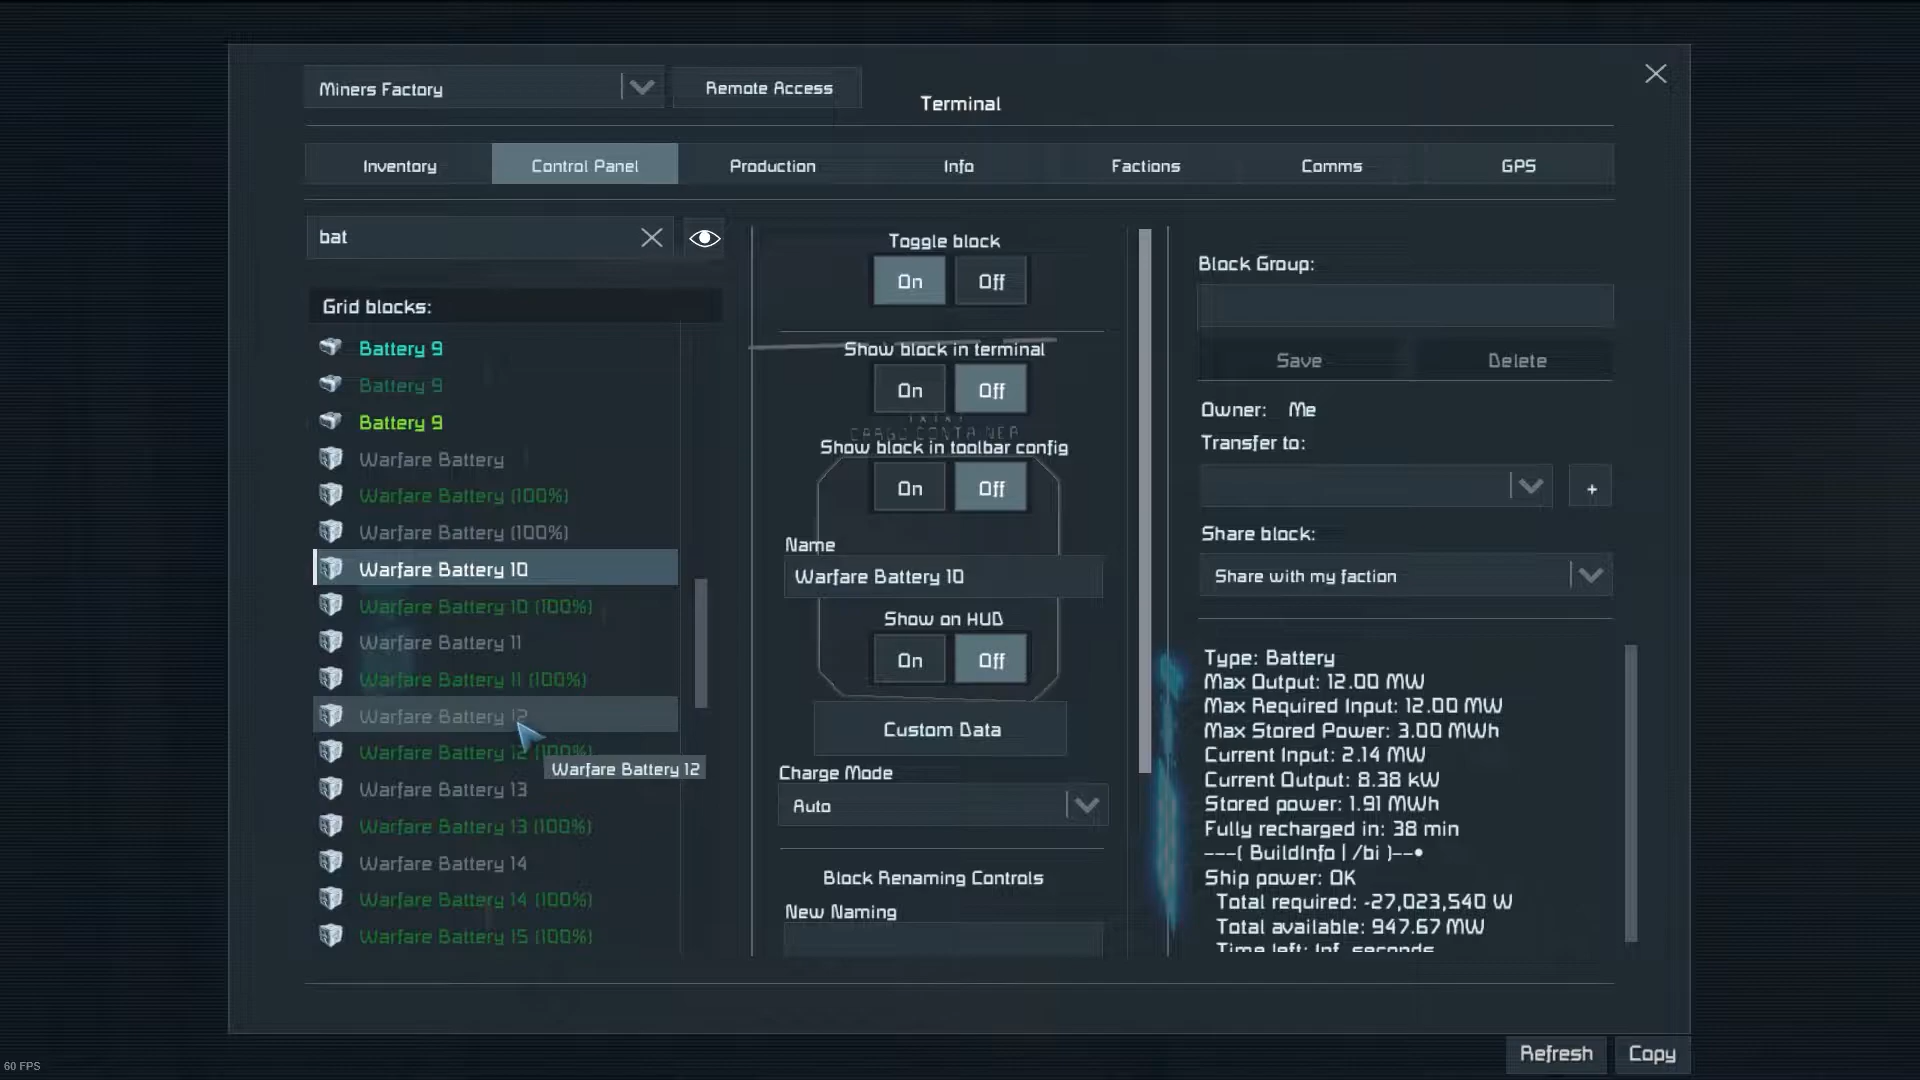 Miners Factory
Remote Access
Terminal
Inventory
Control Panel
Production
Info
Factions
Comms
GPS
bat
Grid blocks:
Battery 9
Battery 9
Battery 9
Warfare Battery
Warfare Battery (100%)
Warfare Battery (100%)
Warfare Battery 10
Warfare Battery 10 (100%)
Warfare Battery 11
Warfare Battery 11 (100%)
Warfare Battery 12
Warfare Battery 12 (100%)
Warfare Battery 12
Warfare Battery 13
Warfare Battery 13 (100%)
Warfare Battery 14
Warfare Battery 14 (100%)
Warfare Battery 15 (100%)
Toggle block
On Off
Show block in terminal
On Off
CARGO CONTAINER
Show block in toolbar config
On Off
Name
Warfare Battery 10
Show on HUD
On Off
Custom Data
Charge Mode
Auto
Block Renaming Controls
New Naming
Block Group:
Save Delete
Owner: Me
Transfer to:
+
Share block:
Share with my faction
Type: Battery
Max Output: 12.00 MW
Max Required Input: 12.00 MW
Max Stored Power: 3.00 MWh
Current Input: 2.14 MW
Current Output: 8.38 kW
Stored power: 1.91 MWh
Fully recharged in: 38 min
---( BuildInfo | /bi )--•
Ship power: OK
Total required: -27,023,540 W
Total available: 947.67 MW
Time left: Inf. seconds
Refresh
Copy
60 FPS